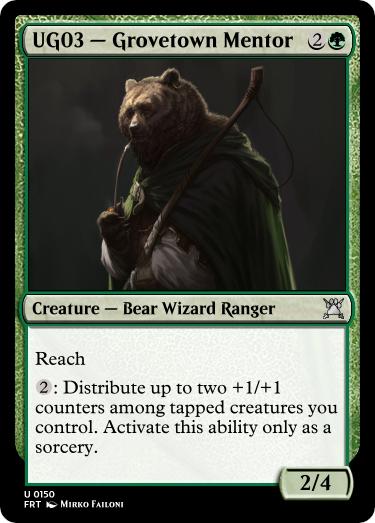 UG03 — Grovetown Mentor 2
Creature — Bear Wizard Ranger
Reach
2: Distribute up to two +1/+1
counters among tapped creatures you
control. Activate this ability only as a
sorcery.
2/4
U 0150
FRT Mirko Failoni